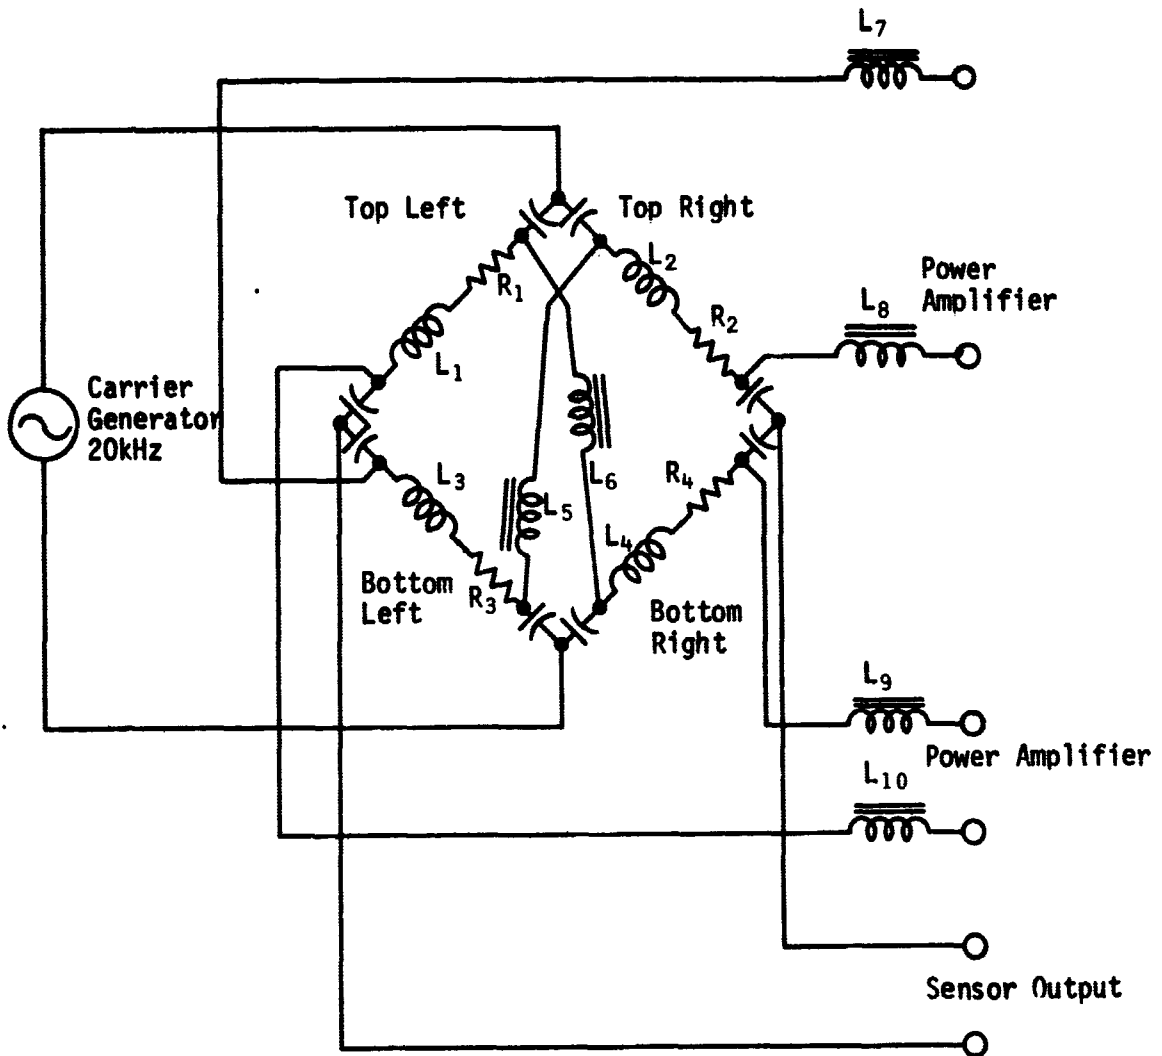 L7
Top Left
Top Right
L2
R1
Power
Amplifier
L8
R2
L1
Carrier
Generator
20kHz
L3
L6
R4
L5
L4
Bottom
Left
R3
Bottom
Right
L9
Power Amplifier
L10
Sensor Output